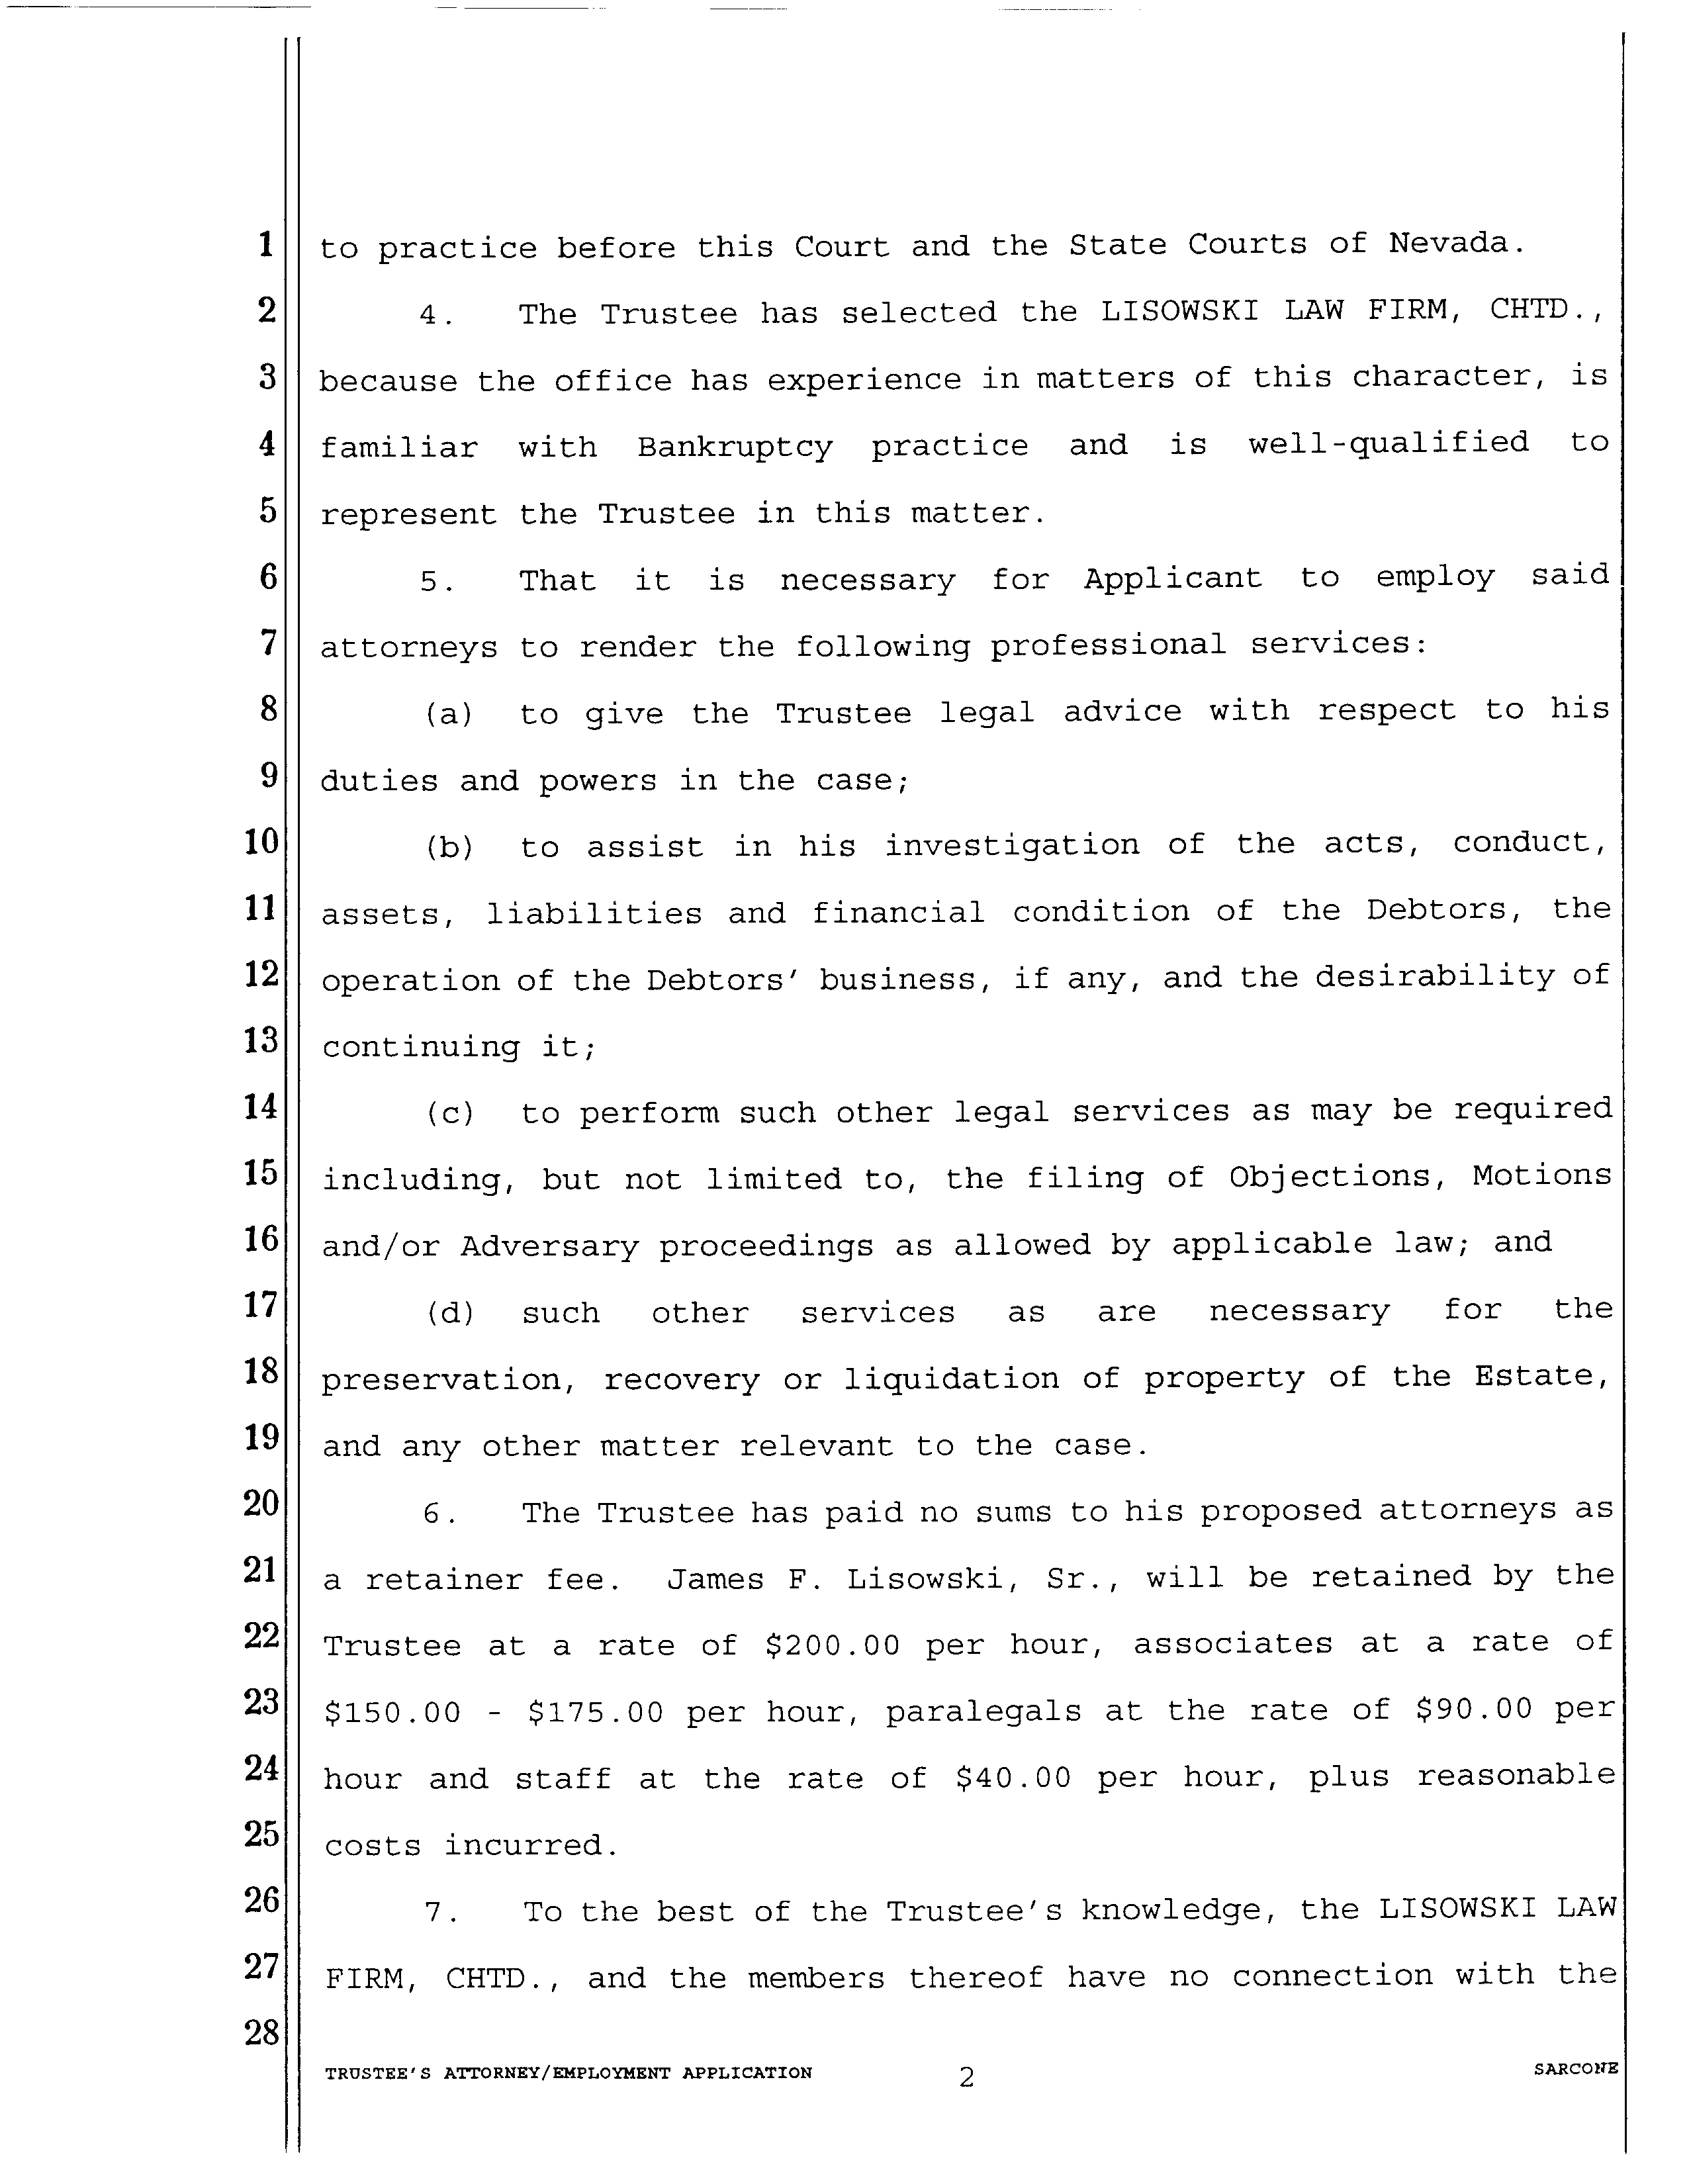 1 to practice before this Court and the State Courts of Nevada.
2 4. The Trustee has selected the LISOWSKI LAW FIRM, CHTD.,
3 because the office has experience in matters of this character, is
4 familiar with Bankruptcy practice and is well-qualified to
5 represent the Trustee in this matter.
6 5. That it is necessary for Applicant to employ said
7 attorneys to render the following professional services:
8 (a) to give the Trustee legal advice with respect to his
9 duties and powers in the case;
10 (b) to assist in his investigation of the acts, conduct,
11 assets, liabilities and financial condition of the Debtors, the
12 operation of the Debtors' business, if any, and the desirability of
13 continuing it;
14 (c) to perform such other legal services as may be required
15 including, but not limited to, the filing of Objections, Motions
16 and/or Adversary proceedings as allowed by applicable law; and
17 (d) such other services as are necessary for the
18 preservation, recovery or liquidation of property of the Estate,
19 and any other matter relevant to the case.
20 6. The Trustee has paid no sums to his proposed attorneys as
21 a retainer fee. James F. Lisowski, Sr., will be retained by the
22 Trustee at a rate of $200.00 per hour, associates at a rate of
23 $150.00 - $175.00 per hour, paralegals at the rate of $90.00 per
24 hour and staff at the rate of $40.00 per hour, plus reasonable
25 costs incurred.
26 7. To the best of the Trustee's knowledge, the LISOWSKI LAW
27 FIRM, CHTD., and the members thereof have no connection with the
28
TRUSTEE'S ATTORNEY/EMPLOYMENT APPLICATION 2 SARCONE